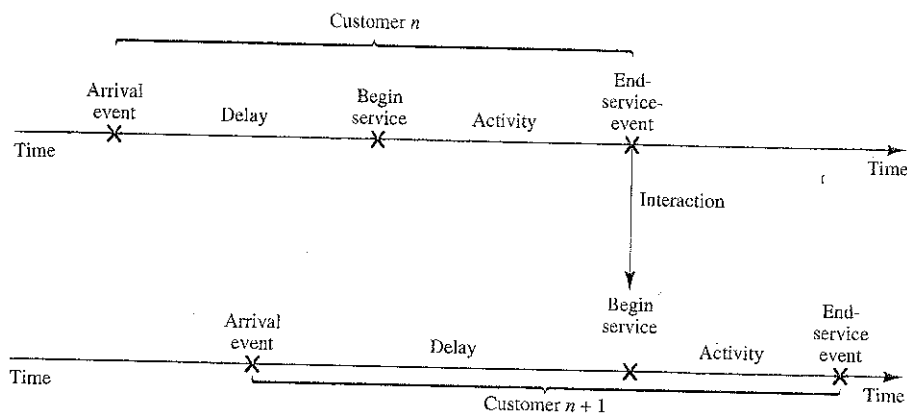 Customer n
Arrival
event
Delay
Begin
service
Activity
End-
service-
event
Time
Time
Interaction
Begin
service
Arrival
event
Delay
Activity
End-
service
event
Time
Time
Customer n + 1